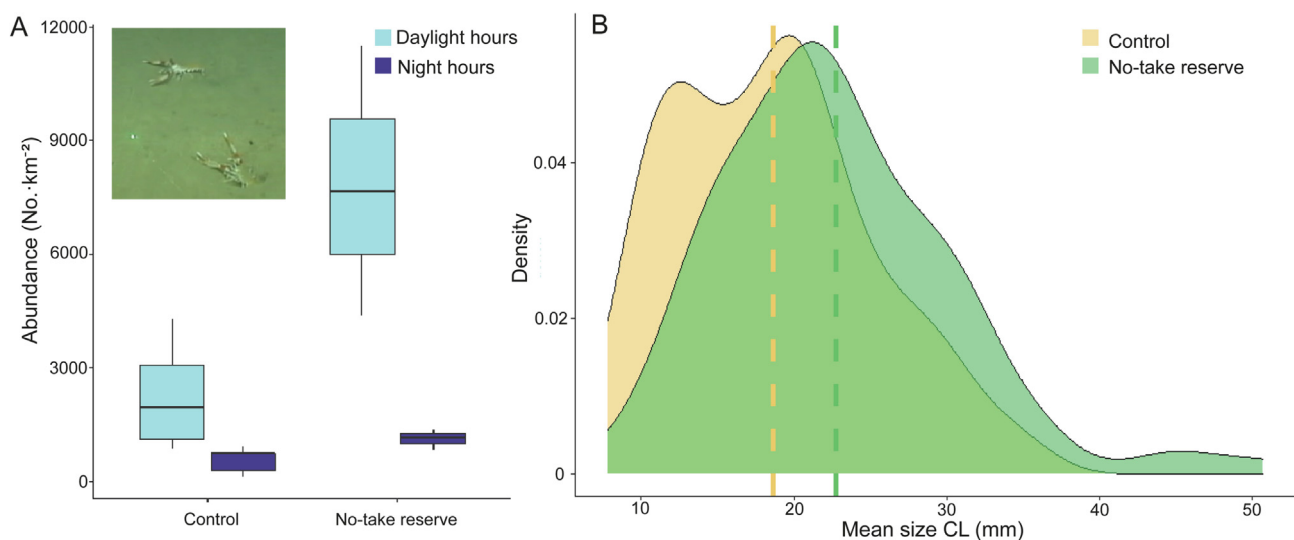 A
Abundance (No.·km⁻²)
12000
9000
6000
3000
0
Daylight hours
Night hours
Control
No-take reserve
B
Density
0.04
0.02
0
Control
No-take reserve
10
20
30
40
50
Mean size CL (mm)